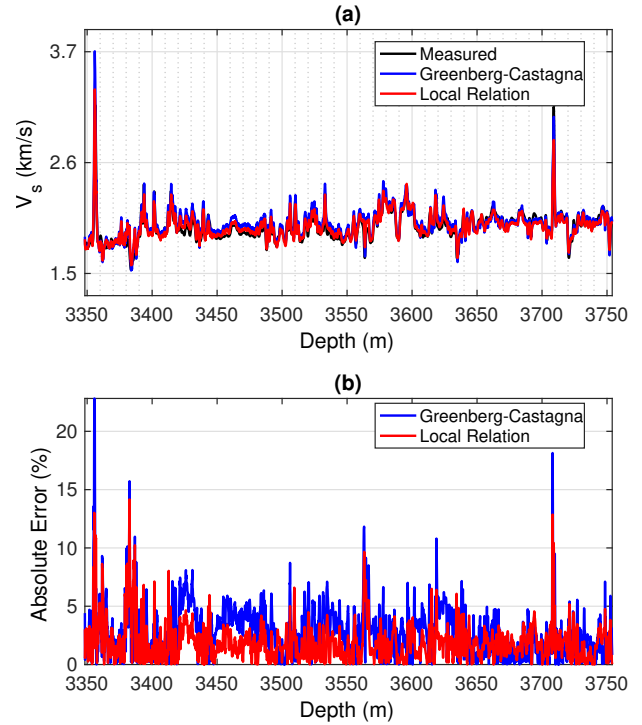 (a)
3.7
2.6
1.5
V_s (km/s)
Measured
Greenberg-Castagna
Local Relation
3350 3400 3450 3500 3550 3600 3650 3700 3750
Depth (m)
(b)
20
15
10
5
0
Absolute Error (%)
Greenberg-Castagna
Local Relation
3350 3400 3450 3500 3550 3600 3650 3700 3750
Depth (m)